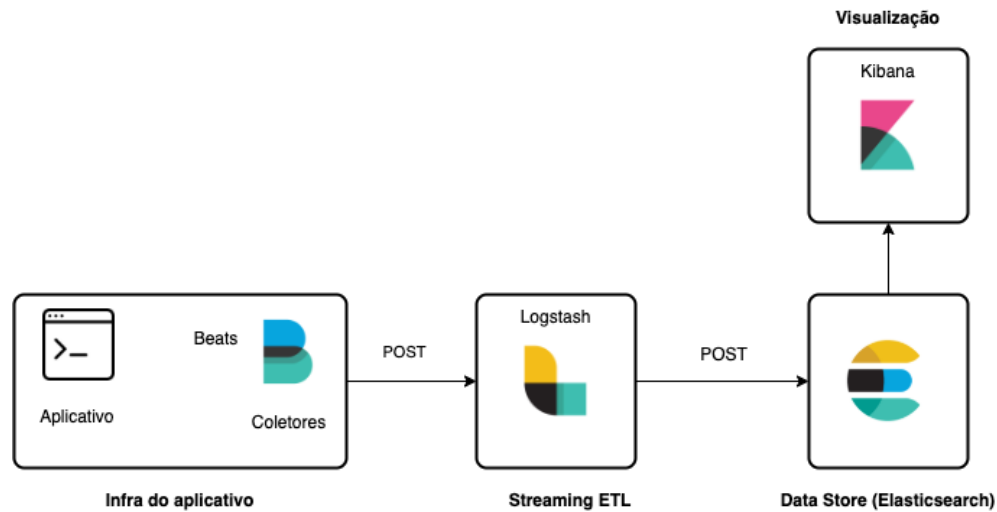 Visualização
Kibana
Aplicativo
Beats
Coletores
POST
Logstash
POST
Infra do aplicativo
Streaming ETL
Data Store (Elasticsearch)